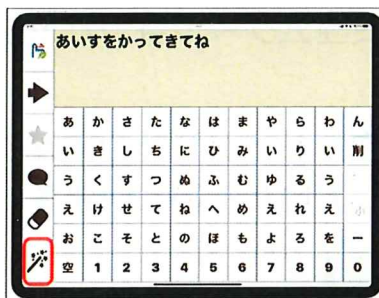 あいすをかってきてね
あ か さ た な は ま や ら わ ん
い き し ち に ひ み い り い 削
う く す つ ぬ ふ む ゆ る う
え け せ て ね へ め え れ え 小
お こ そ と の ほ も よ ろ を ー
空 1 2 3 4 5 6 7 8 9 0